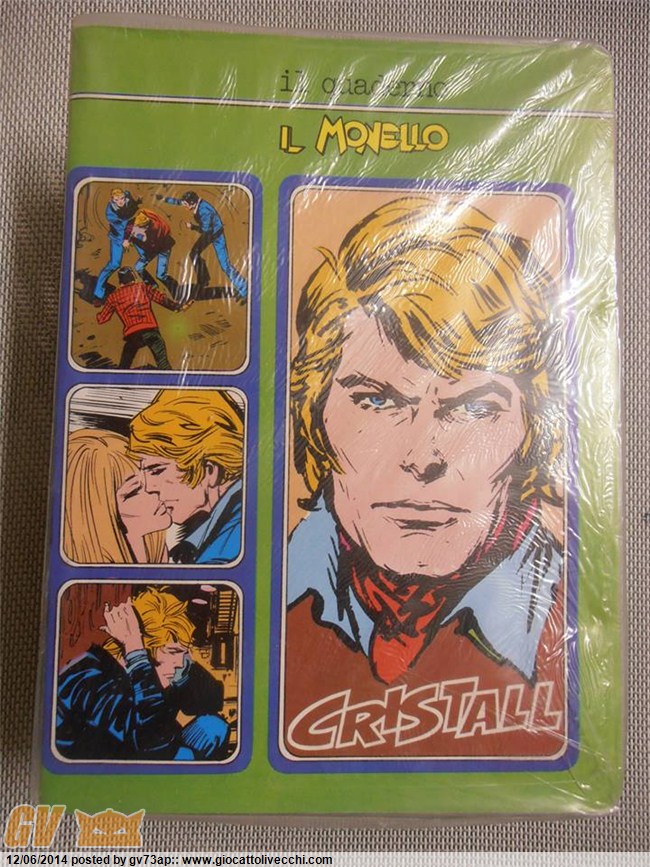 il quaderno
IL MONELLO
CRISTALL
GV
12/06/2014 posted by gv73ap:: www.giocattolivecchi.com